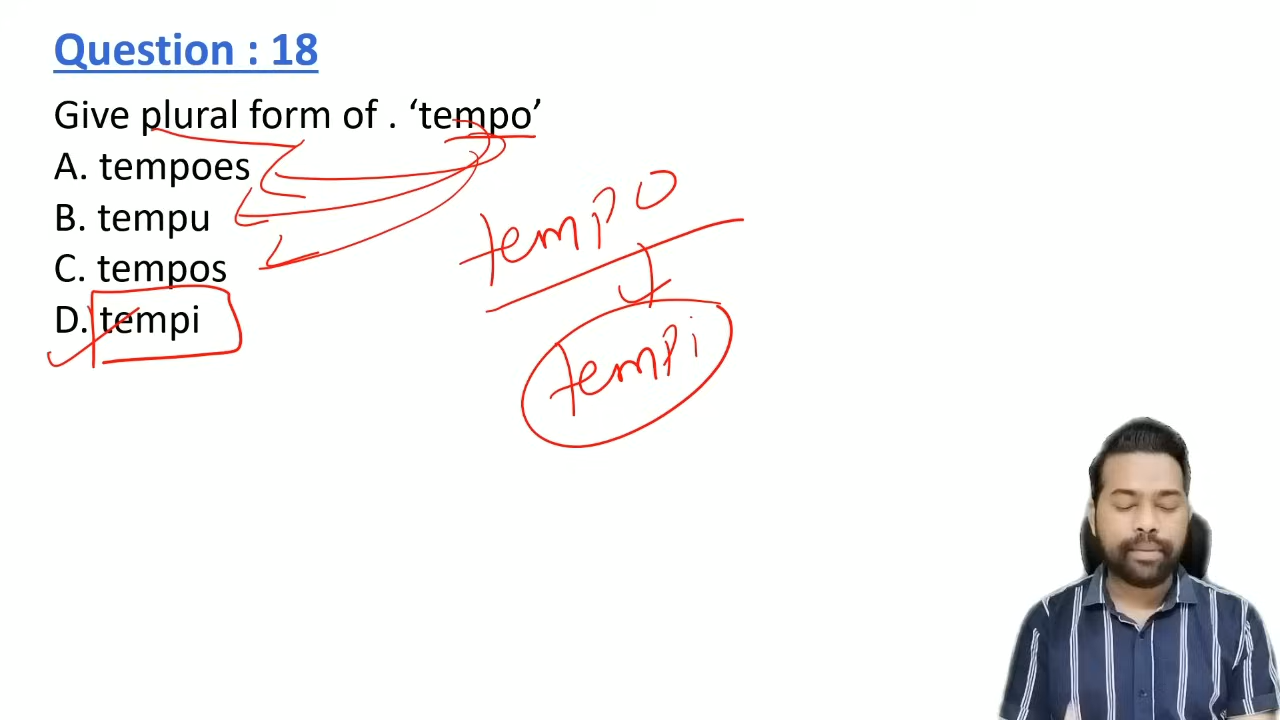 Question : 18
Give plural form of . ‘tempo’
A. tempoes
B. tempu
C. tempos
D. tempi
tempo
tempi